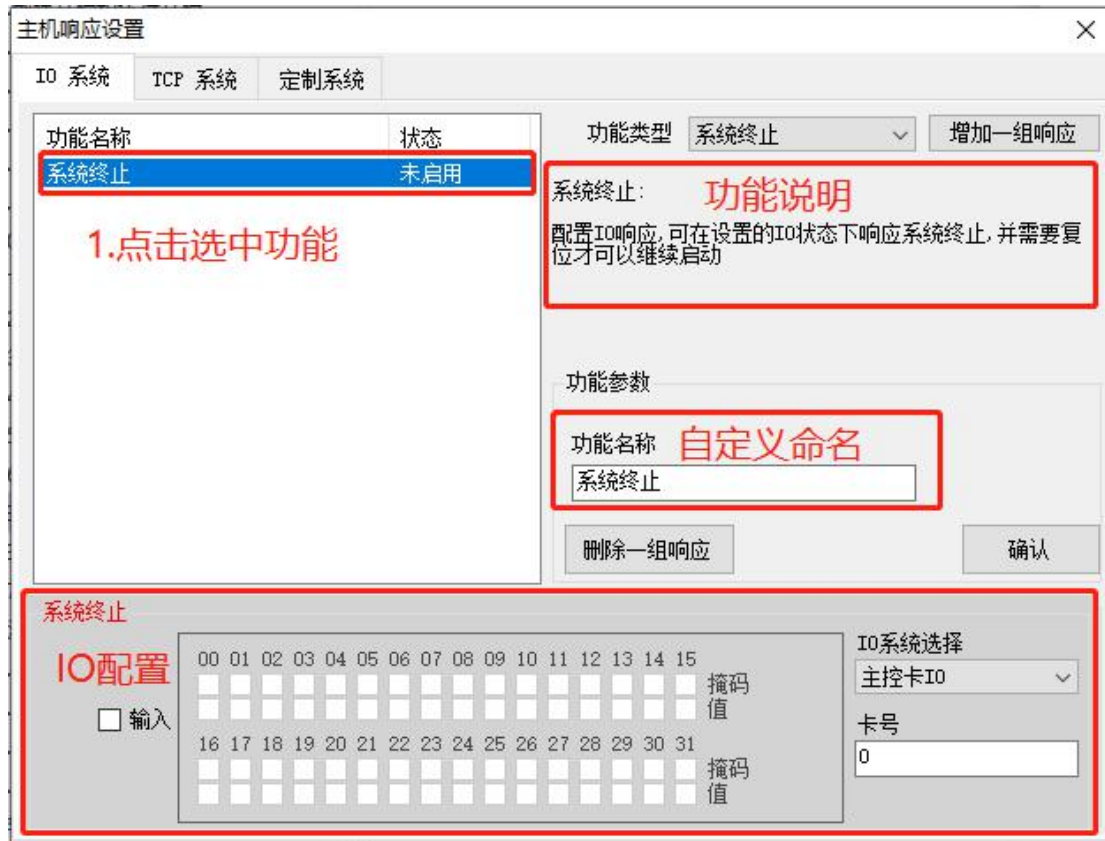 主机响应设置
IO 系统
TCP 系统
定制系统
功能名称 状态
系统终止 未启用
1.点击选中功能
功能类型 系统终止 增加一组响应
系统终止:
功能说明
配置IO响应,可在设置的IO状态下响应系统终止,并需要复
位才可以继续启动
功能参数
功能名称 自定义命名
系统终止
删除一组响应 确认
系统终止
IO配置
输入
00 01 02 03 04 05 06 07 08 09 10 11 12 13 14 15
掩码
值
16 17 18 19 20 21 22 23 24 25 26 27 28 29 30 31
掩码
值
IO系统选择
主控卡IO
卡号
0